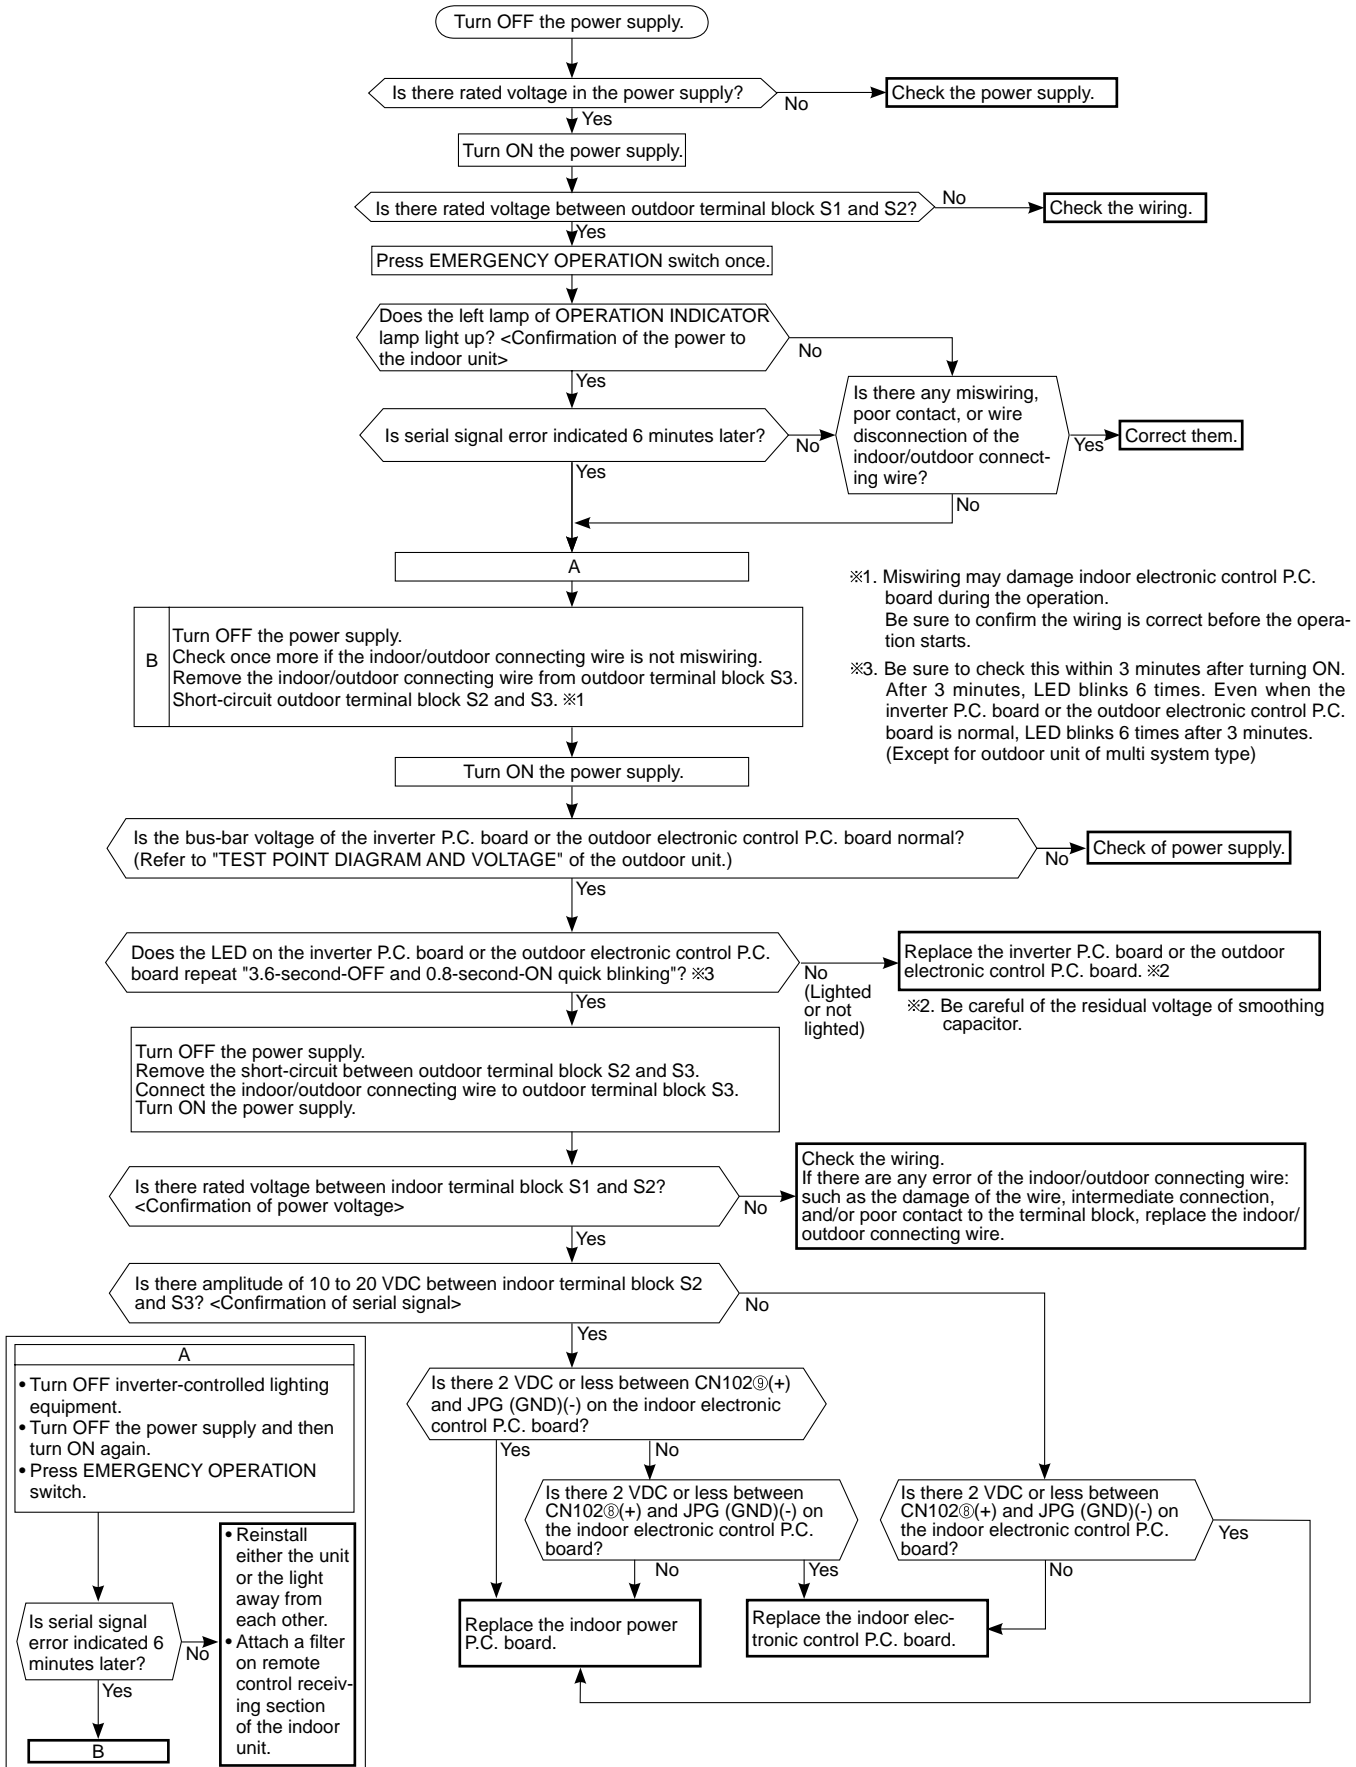 Turn OFF the power supply.
Is there rated voltage in the power supply?
No
Check the power supply.
Yes
Turn ON the power supply.
Is there rated voltage between outdoor terminal block S1 and S2?
No
Check the wiring.
Yes
Press EMERGENCY OPERATION switch once.
Does the left lamp of OPERATION INDICATOR
lamp light up? <Confirmation of the power to
the indoor unit>
No
Yes
Is there any miswiring,
poor contact, or wire
disconnection of the
indoor/outdoor connect-
ing wire?
Yes
Correct them.
No
Is serial signal error indicated 6 minutes later?
No
Yes
A
B
Turn OFF the power supply.
Check once more if the indoor/outdoor connecting wire is not miswiring.
Remove the indoor/outdoor connecting wire from outdoor terminal block S3.
Short-circuit outdoor terminal block S2 and S3. ※1
※1. Miswiring may damage indoor electronic control P.C.
board during the operation.
Be sure to confirm the wiring is correct before the opera-
tion starts.
※3. Be sure to check this within 3 minutes after turning ON.
After 3 minutes, LED blinks 6 times. Even when the
inverter P.C. board or the outdoor electronic control P.C.
board is normal, LED blinks 6 times after 3 minutes.
(Except for outdoor unit of multi system type)
Turn ON the power supply.
Is the bus-bar voltage of the inverter P.C. board or the outdoor electronic control P.C. board normal?
(Refer to "TEST POINT DIAGRAM AND VOLTAGE" of the outdoor unit.)
No
Check of power supply.
Yes
Does the LED on the inverter P.C. board or the outdoor electronic control P.C.
board repeat "3.6-second-OFF and 0.8-second-ON quick blinking"? ※3
No
(Lighted
or not
lighted)
Replace the inverter P.C. board or the outdoor
electronic control P.C. board. ※2
※2. Be careful of the residual voltage of smoothing
capacitor.
Yes
Turn OFF the power supply.
Remove the short-circuit between outdoor terminal block S2 and S3.
Connect the indoor/outdoor connecting wire to outdoor terminal block S3.
Turn ON the power supply.
Is there rated voltage between indoor terminal block S1 and S2?
<Confirmation of power voltage>
No
Check the wiring.
If there are any error of the indoor/outdoor connecting wire:
such as the damage of the wire, intermediate connection,
and/or poor contact to the terminal block, replace the indoor/
outdoor connecting wire.
Yes
Is there amplitude of 10 to 20 VDC between indoor terminal block S2
and S3? <Confirmation of serial signal>
No
Yes
Is there 2 VDC or less between CN102⑨(+)
and JPG (GND)(-) on the indoor electronic
control P.C. board?
Yes
No
Is there 2 VDC or less between
CN102⑧(+) and JPG (GND)(-) on
the indoor electronic control P.C.
board?
No
Yes
Is there 2 VDC or less between
CN102⑧(+) and JPG (GND)(-) on
the indoor electronic control P.C.
board?
Yes
No
Replace the indoor power
P.C. board.
Replace the indoor elec-
tronic control P.C. board.
A
• Turn OFF inverter-controlled lighting
equipment.
• Turn OFF the power supply and then
turn ON again.
• Press EMERGENCY OPERATION
switch.
Is serial signal
error indicated 6
minutes later?
No
• Reinstall
either the unit
or the light
away from
each other.
• Attach a filter
on remote
control receiv-
ing section
of the indoor
unit.
Yes
B